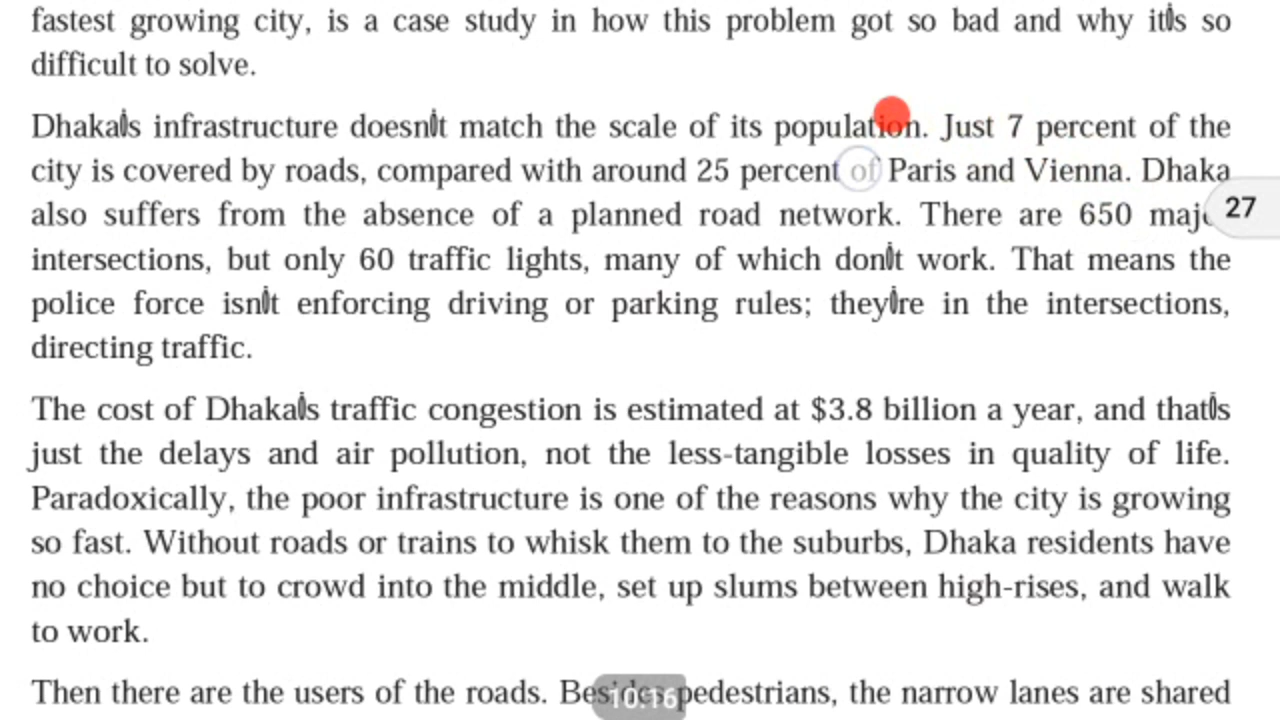 fastest growing city, is a case study in how this problem got so bad and why it's so
difficult to solve.
Dhaka's infrastructure doesn't match the scale of its population. Just 7 percent of the
city is covered by roads, compared with around 25 percent of Paris and Vienna. Dhaka
also suffers from the absence of a planned road network. There are 650
27
intersections, but only 60 traffic lights, many of which don't work. That means the
police force isn't enforcing driving or parking rules; they're in the intersections,
directing traffic.
The cost of Dhaka's traffic congestion is estimated at $3.8 billion a year, and that's
just the delays and air pollution, not the less-tangible losses in quality of life.
Paradoxically, the poor infrastructure is one of the reasons why the city is growing
so fast. Without roads or trains to whisk them to the suburbs, Dhaka residents have
no choice but to crowd into the middle, set up slums between high-rises, and walk
to work.
Then there are the users of the roads. Besides pedestrians, the narrow lanes are shared
10:16